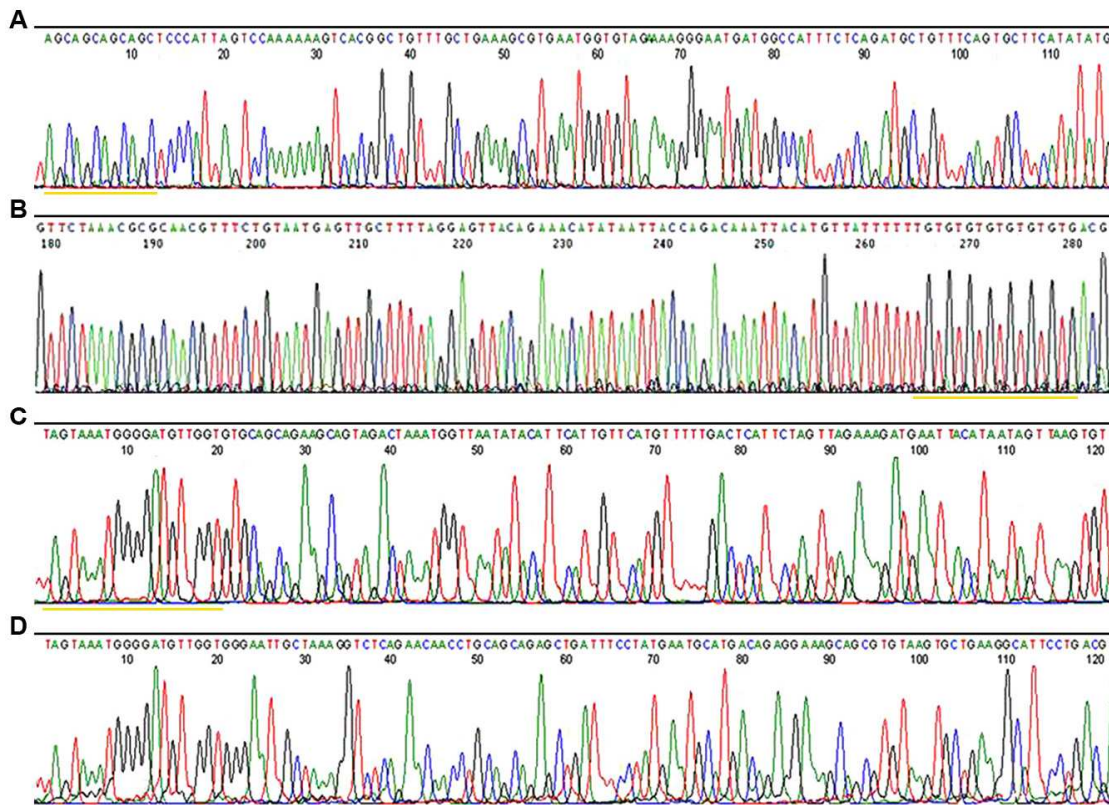 A
AGCAGCAGCAGCTCCCATTAGTCCAAAAAAGTCACGGCTGTTTGCTGAAAGCGTGAATGGTGTAGAAAAGGGAATGATGGCCATTTCTCAGATGCTGTTTCAGTGCTTCATATATG
10 20 30 40 50 60 70 80 90 100 110
B
GTTCTAAACGCGCAACGTTTCTGTAATGAGTTGCTTTTAGGAGTTACAGAAACATATAATTACCAGACAAATTACATGTTATTTTTTGTGTGTGTGTGTGTGACG
180 190 200 210 220 230 240 250 260 270 280
C
TAGTAAATGGGGATGTTGGTGTGCAGCAGAAGCAGTAGACTAAATGGTTAATATACATTCATTGTTCATGTTTTTGACTCATTCTAGTTAGAAAGATGAATTACATAATAGTTAAGTGT
10 20 30 40 50 60 70 80 90 100 110 120
D
TAGTAAATGGGGATGTTGGTGGGAATTGCTAAAGGTCTCAGAACAACCTGCAGCAGAGCTGATTTCCTATGAATGCATGACAGAGGAAAGCAGCGTGTAAGTGCTGAAGGCATTCCTGACG
10 20 30 40 50 60 70 80 90 100 110 120